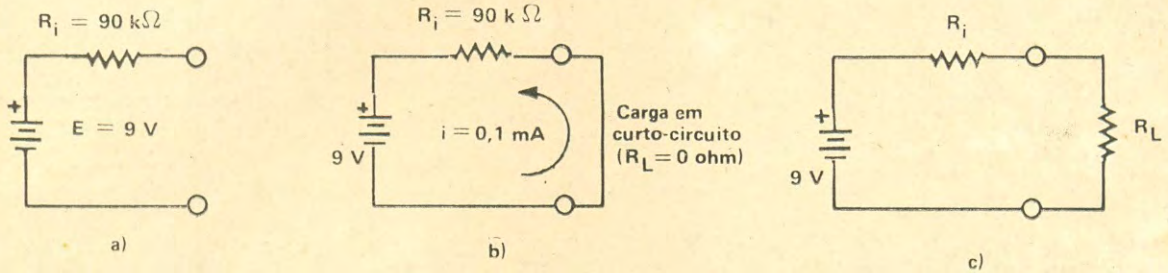 R_i = 90 kΩ
+
E = 9 V
a)
R_i = 90 kΩ
+
9 V
i = 0,1 mA
Carga em
curto-circuito
(R_L = 0 ohm)
b)
R_i
+
9 V
R_L
c)